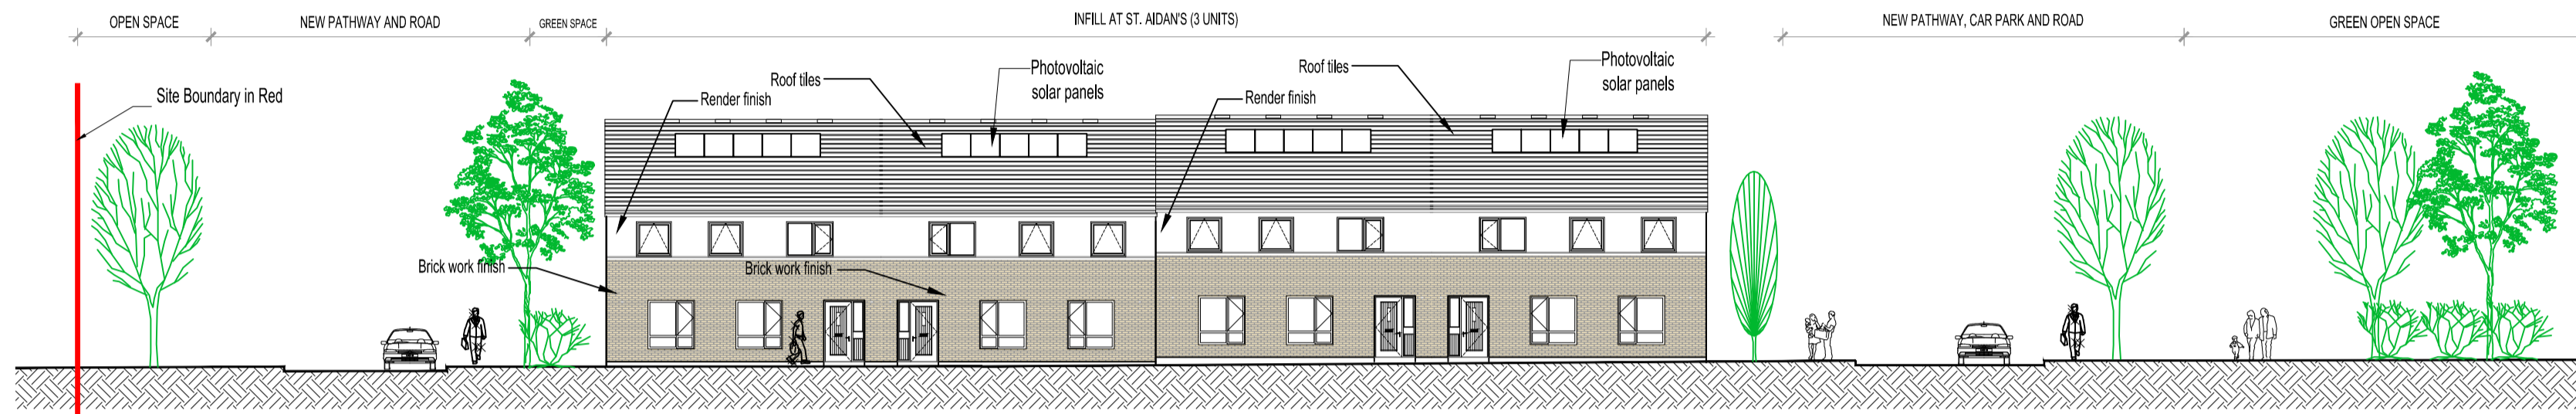 OPEN SPACE
NEW PATHWAY AND ROAD
GREEN SPACE
INFILL AT ST. AIDAN'S (3 UNITS)
NEW PATHWAY, CAR PARK AND ROAD
GREEN OPEN SPACE
Site Boundary in Red
Render finish
Roof tiles
Photovoltaic
solar panels
Render finish
Roof tiles
Photovoltaic
solar panels
Brick work finish
Brick work finish